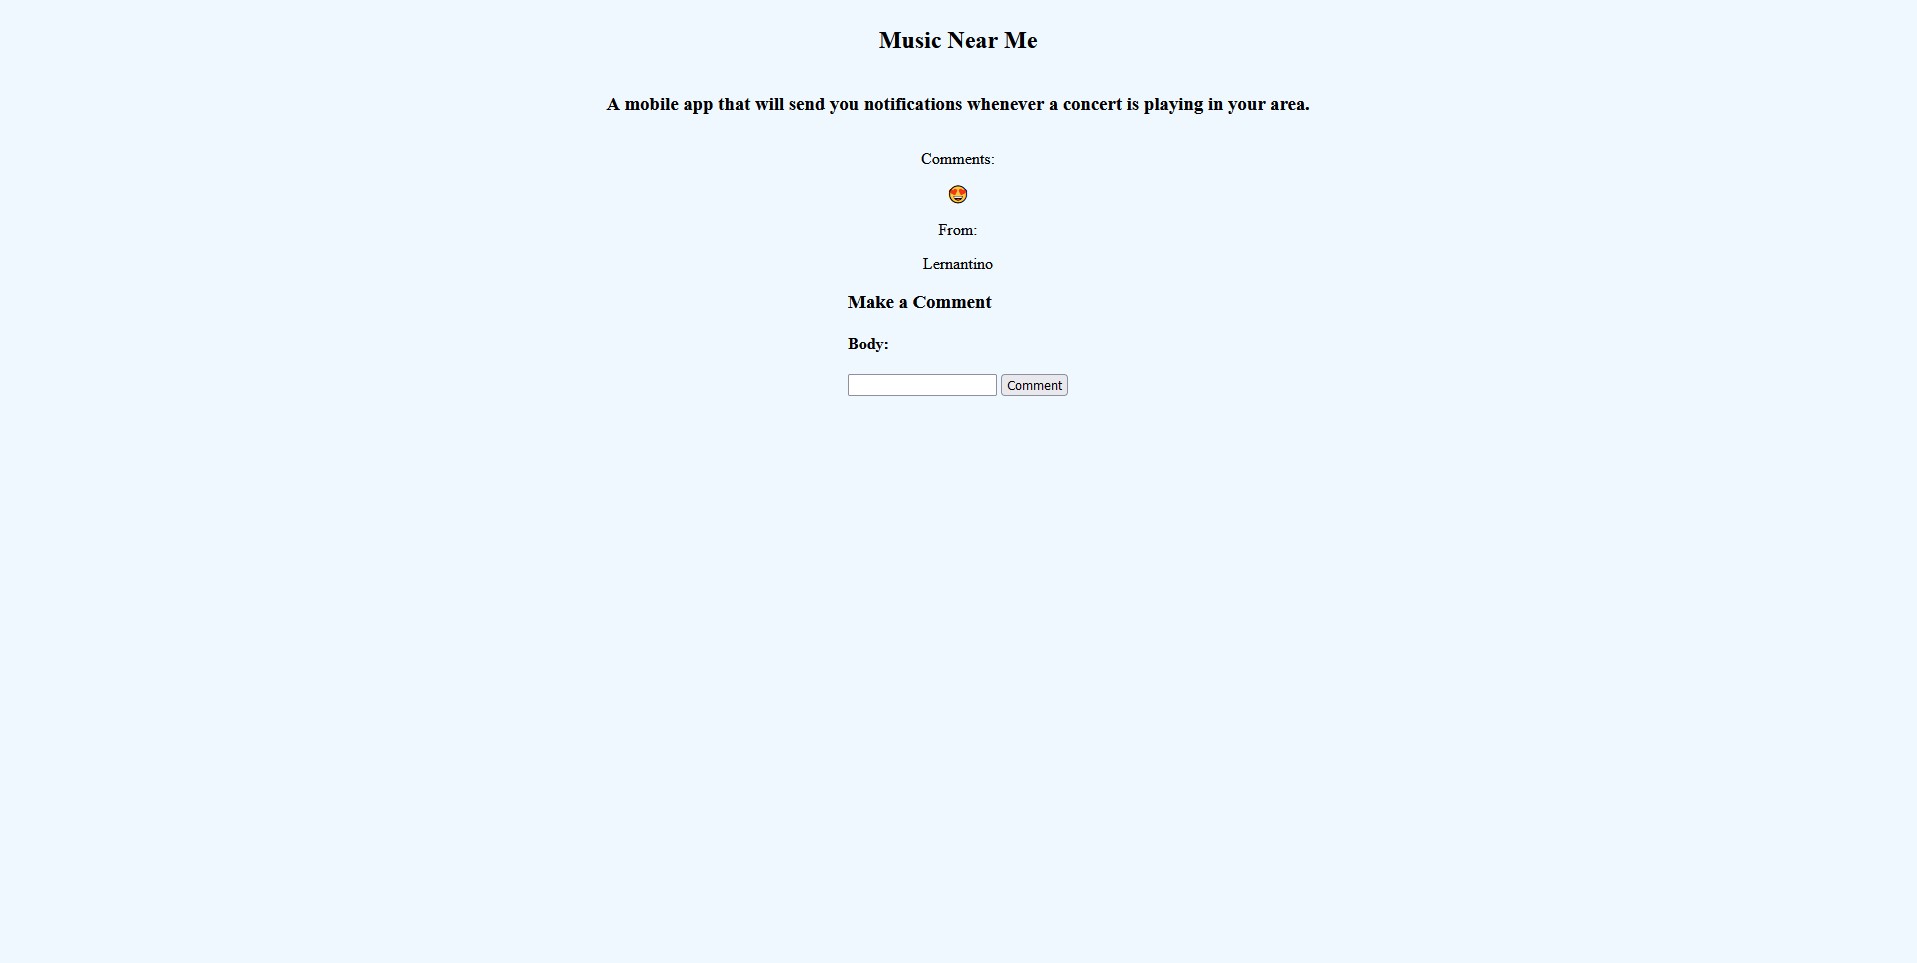 Music Near Me
A mobile app that will send you notifications whenever a concert is playing in your area.
Comments:
😍
From:
Lernantino
Make a Comment
Body:
Comment